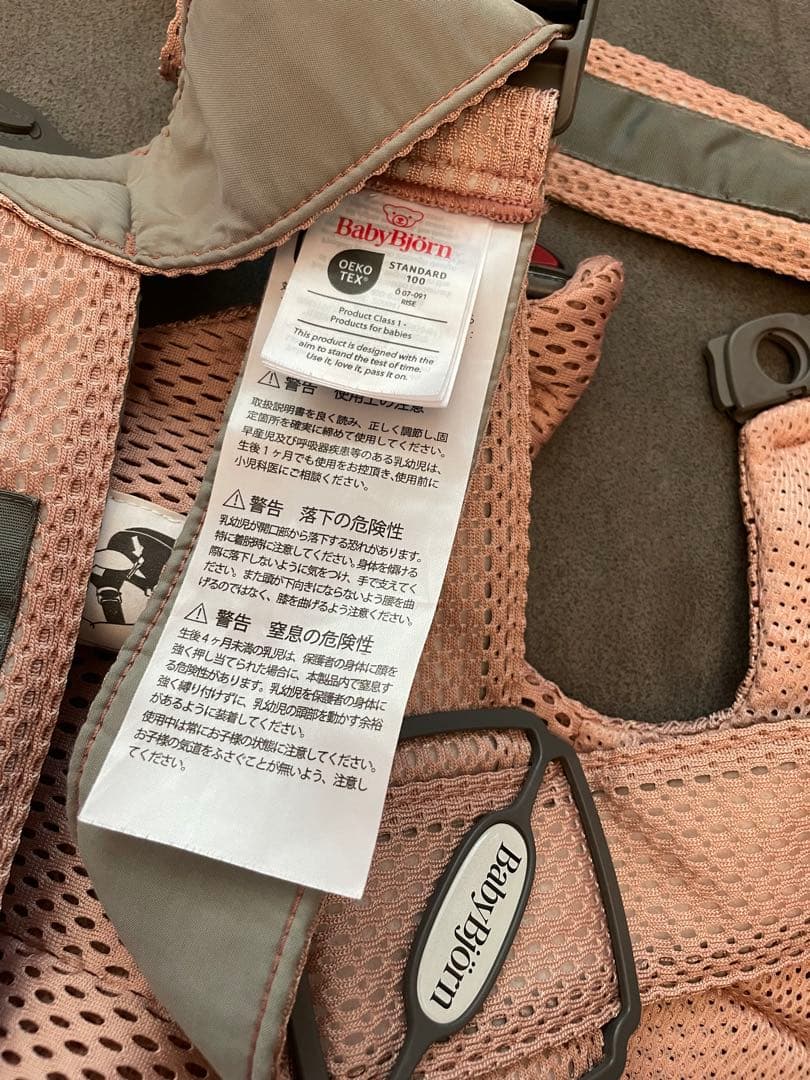 BabyBjörn
OEKO
TEX®
STANDARD
100
Ö 07-091
RISE
Product Class 1 -
Products for babies
This product is designed with the
aim to stand the test of time.
Use it, love it, pass it on.
警告 使用上の注意
取扱説明書を良く読み、正しく調節し、固
定箇所を確実に締めて使用してください。
早産児及び呼吸器疾患等のある乳幼児は、
生後1ヶ月でも使用をお控頂き、使用前に
小児科医にご相談ください。
警告 落下の危険性
乳幼児が開口部から落下する恐れがあります。
特に着脱時に注意してください。身体を傾ける
際に落下しないように気をつけ、手で支えてく
ださい。また頭が下向きにならないよう腰を曲
げるのではなく、膝を曲げるよう注意ください。
警告 窒息の危険性
生後4ヶ月未満の乳児は、保護者の身体に顔を
強く押し当てられた場合に、本製品内で窒息す
る危険性があります。乳幼児を保護者の身体に
強く縛り付けずに、乳幼児の頭部を動かす余裕
があるように装着してください。
使用中は常にお子様の状態に注意してください。
お子様の気道をふさぐことが無いよう、注意し
てください。
BabyBjörn